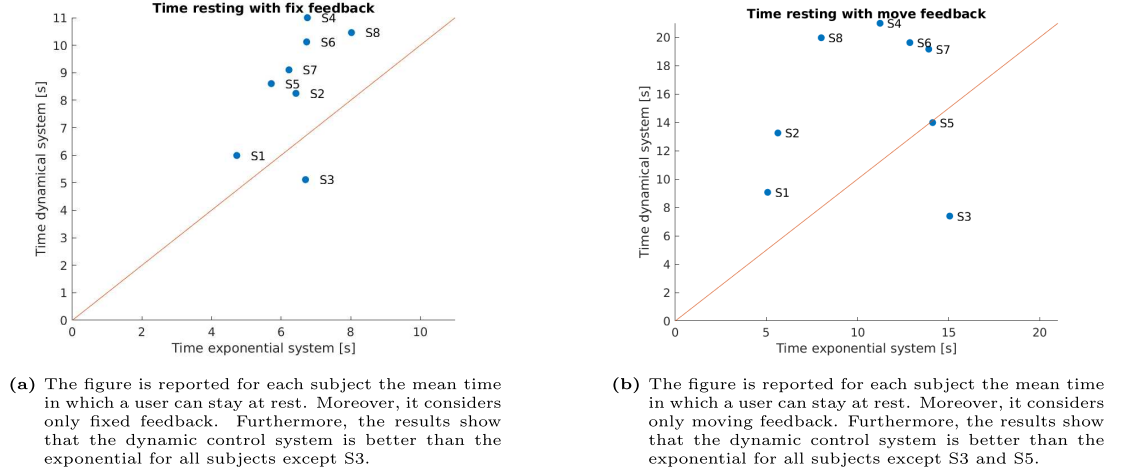 Time resting with fix feedback
11
10
9
8
7
6
5
4
3
2
1
0
Time dynamical system [s]
S4
S8
S6
S7
S5
S2
S1
S3
0 2 4 6 8 10
Time exponential system [s]
(a) The figure is reported for each subject the mean time
in which a user can stay at rest. Moreover, it considers
only fixed feedback. Furthermore, the results show
that the dynamic control system is better than the
exponential for all subjects except S3.
Time resting with move feedback
20
18
16
14
12
10
8
6
4
2
0
Time dynamical system [s]
S4
S8
S6
S7
S5
S2
S1
S3
0 5 10 15 20
Time exponential system [s]
(b) The figure is reported for each subject the mean time
in which a user can stay at rest. Moreover, it considers
only moving feedback. Furthermore, the results show
that the dynamic control system is better than the
exponential for all subjects except S3 and S5.